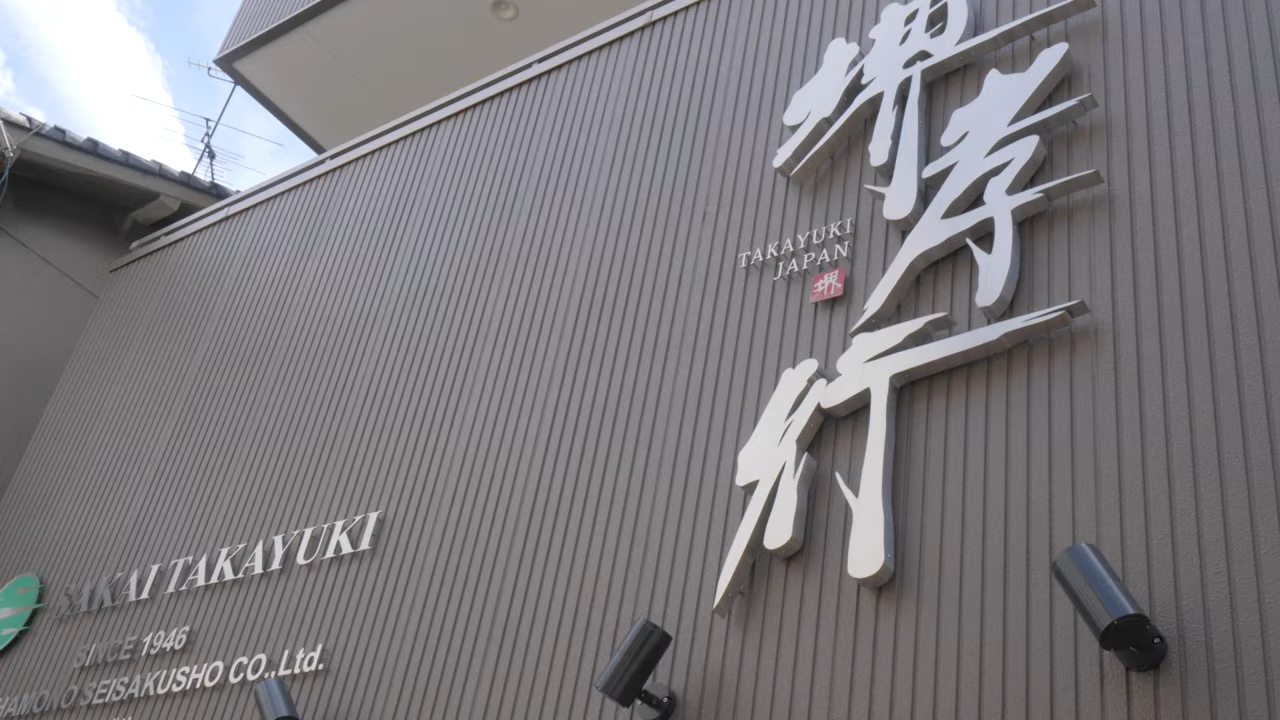 堺孝行
TAKAYUKI
JAPAN
堺
SAKAI TAKAYUKI
SINCE 1946
HAMONO SEISAKUSHO CO.,Ltd.